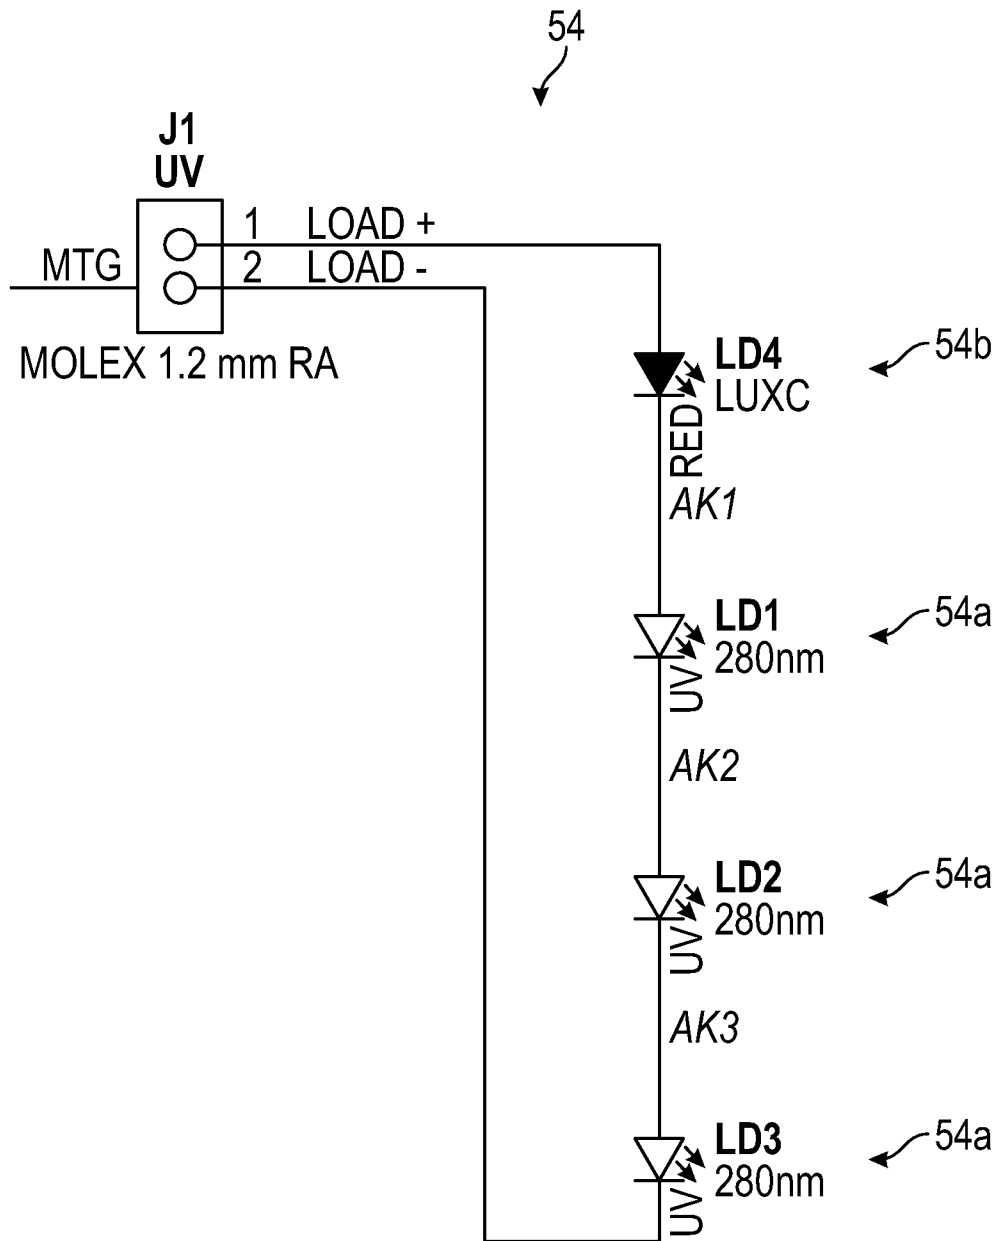 54
J1
UV
1 LOAD +
MTG
2 LOAD -
MOLEX 1.2 mm RA
LD4
54b
LUXC
RED
AK1
LD1
54a
280nm
UV
AK2
LD2
54a
280nm
UV
AK3
LD3
54a
280nm
UV